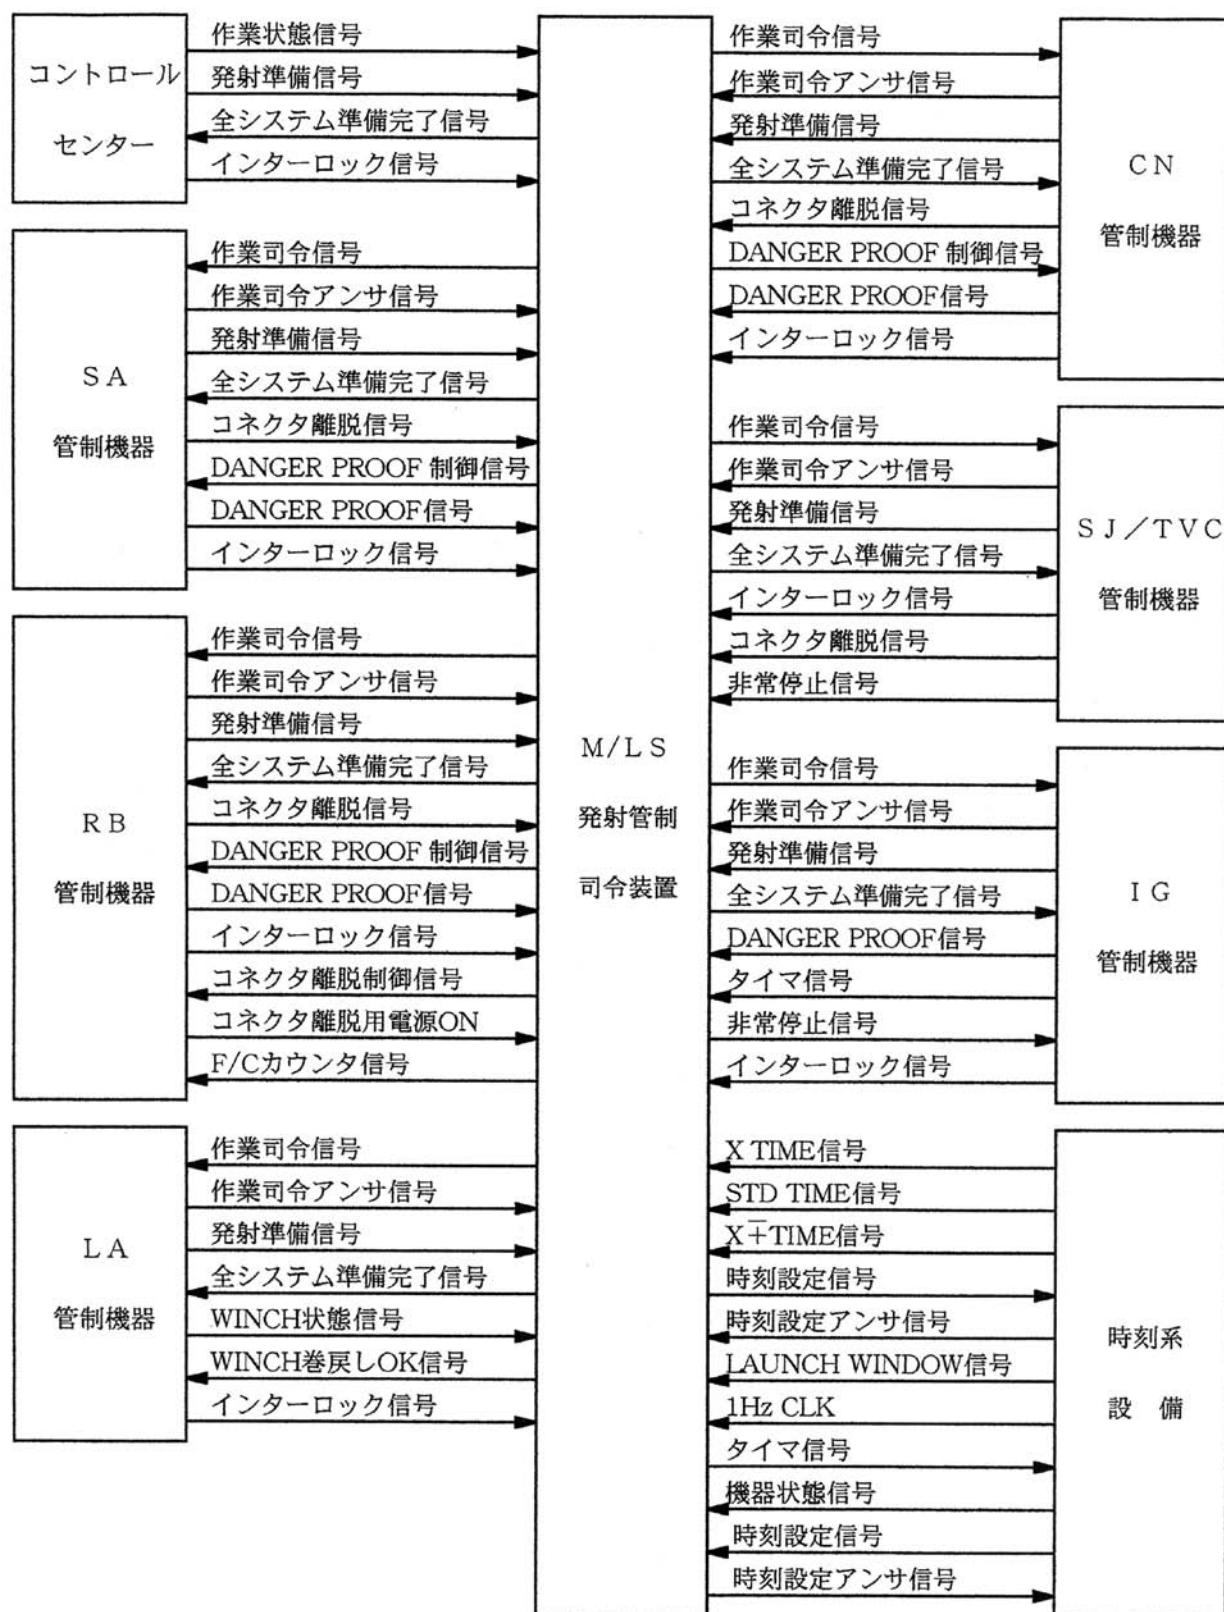 コントロール
センター
作業状態信号
発射準備信号
全システム準備完了信号
インターロック信号
SA
管制機器
作業司令信号
作業司令アンサ信号
発射準備信号
全システム準備完了信号
コネクタ離脱信号
DANGER PROOF 制御信号
DANGER PROOF信号
インターロック信号
RB
管制機器
作業司令信号
作業司令アンサ信号
発射準備信号
全システム準備完了信号
コネクタ離脱信号
DANGER PROOF 制御信号
DANGER PROOF信号
インターロック信号
コネクタ離脱制御信号
コネクタ離脱用電源ON
F/Cカウンタ信号
LA
管制機器
作業司令信号
作業司令アンサ信号
発射準備信号
全システム準備完了信号
WINCH状態信号
WINCH巻戻しOK信号
インターロック信号
M/LS
発射管制
司令装置
作業司令信号
作業司令アンサ信号
発射準備信号
全システム準備完了信号
コネクタ離脱信号
DANGER PROOF 制御信号
DANGER PROOF信号
インターロック信号
CN
管制機器
作業司令信号
作業司令アンサ信号
発射準備信号
全システム準備完了信号
インターロック信号
コネクタ離脱信号
非常停止信号
SJ/TVC
管制機器
作業司令信号
作業司令アンサ信号
発射準備信号
全システム準備完了信号
DANGER PROOF信号
タイマ信号
非常停止信号
インターロック信号
IG
管制機器
X TIME信号
STD TIME信号
X∓TIME信号
時刻設定信号
時刻設定アンサ信号
LAUNCH WINDOW信号
1Hz CLK
タイマ信号
機器状態信号
時刻設定信号
時刻設定アンサ信号
時刻系
設 備